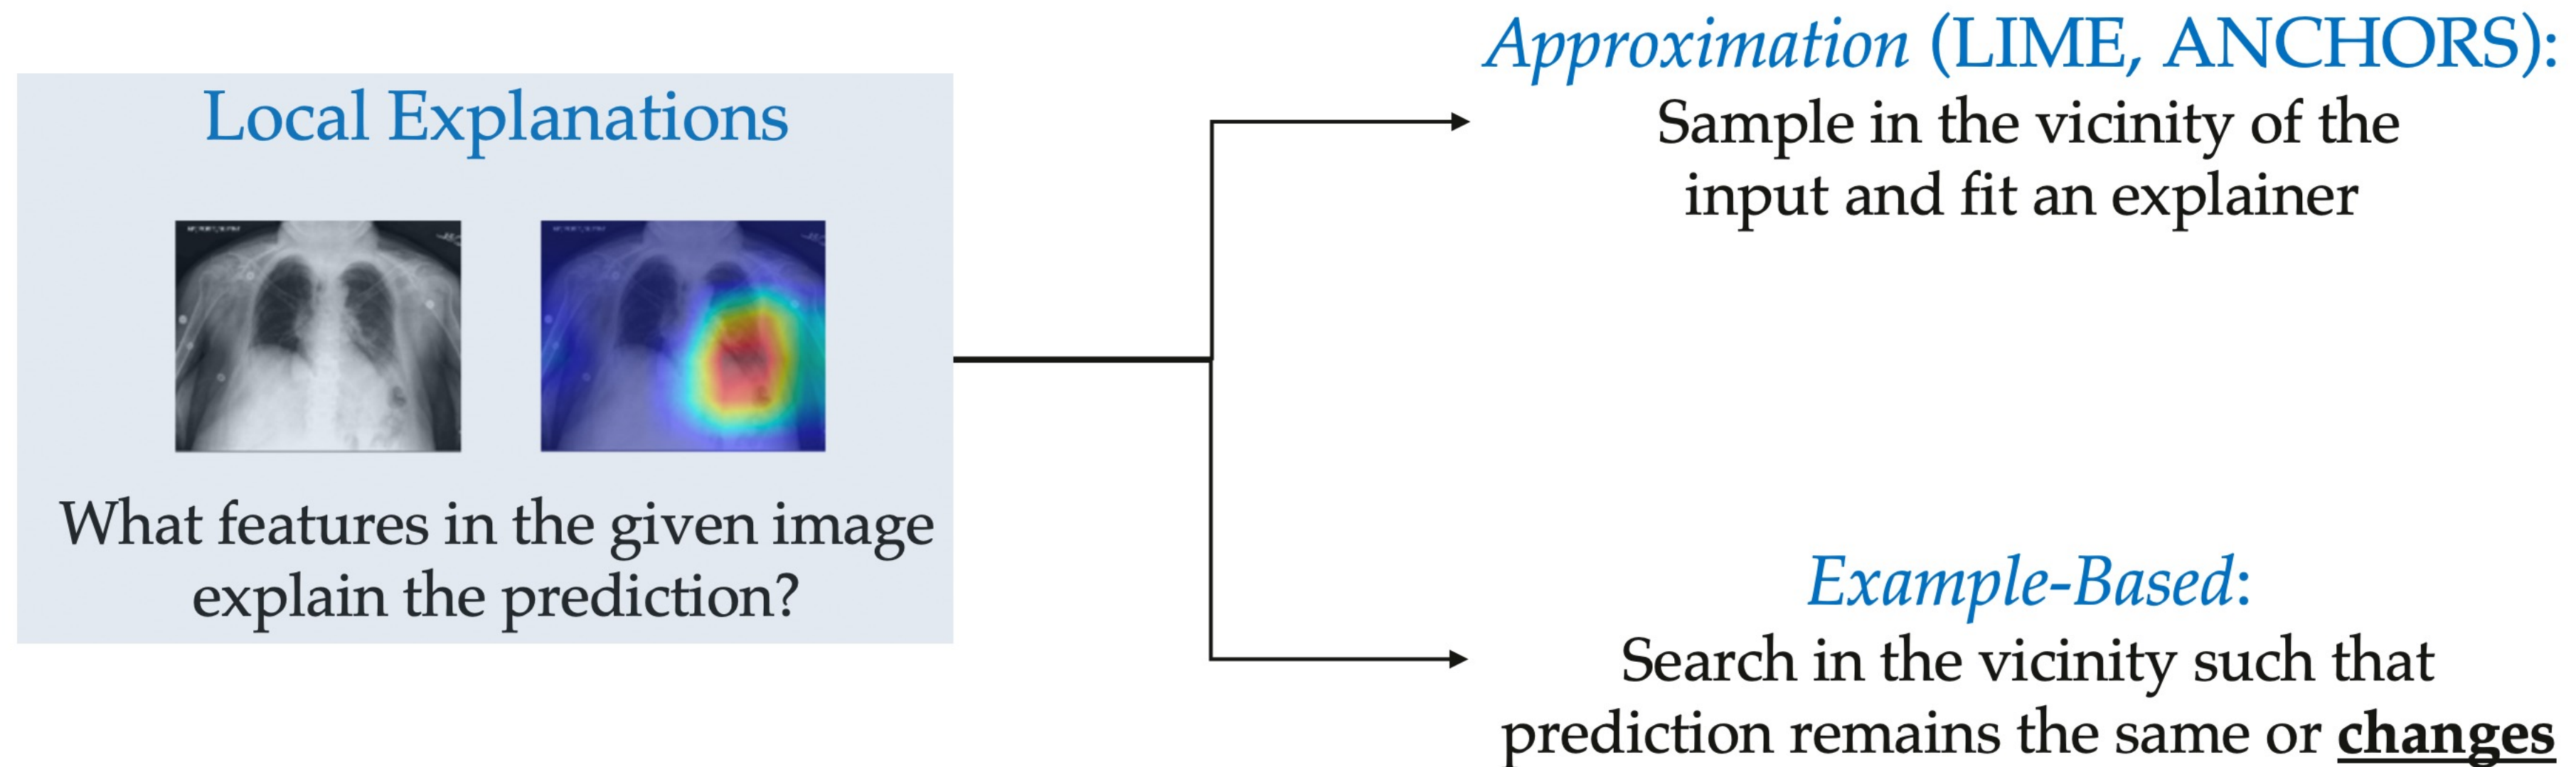 Local Explanations
What features in the given image
explain the prediction?
Approximation (LIME, ANCHORS):
Sample in the vicinity of the
input and fit an explainer
Example-Based:
Search in the vicinity such that
prediction remains the same or changes